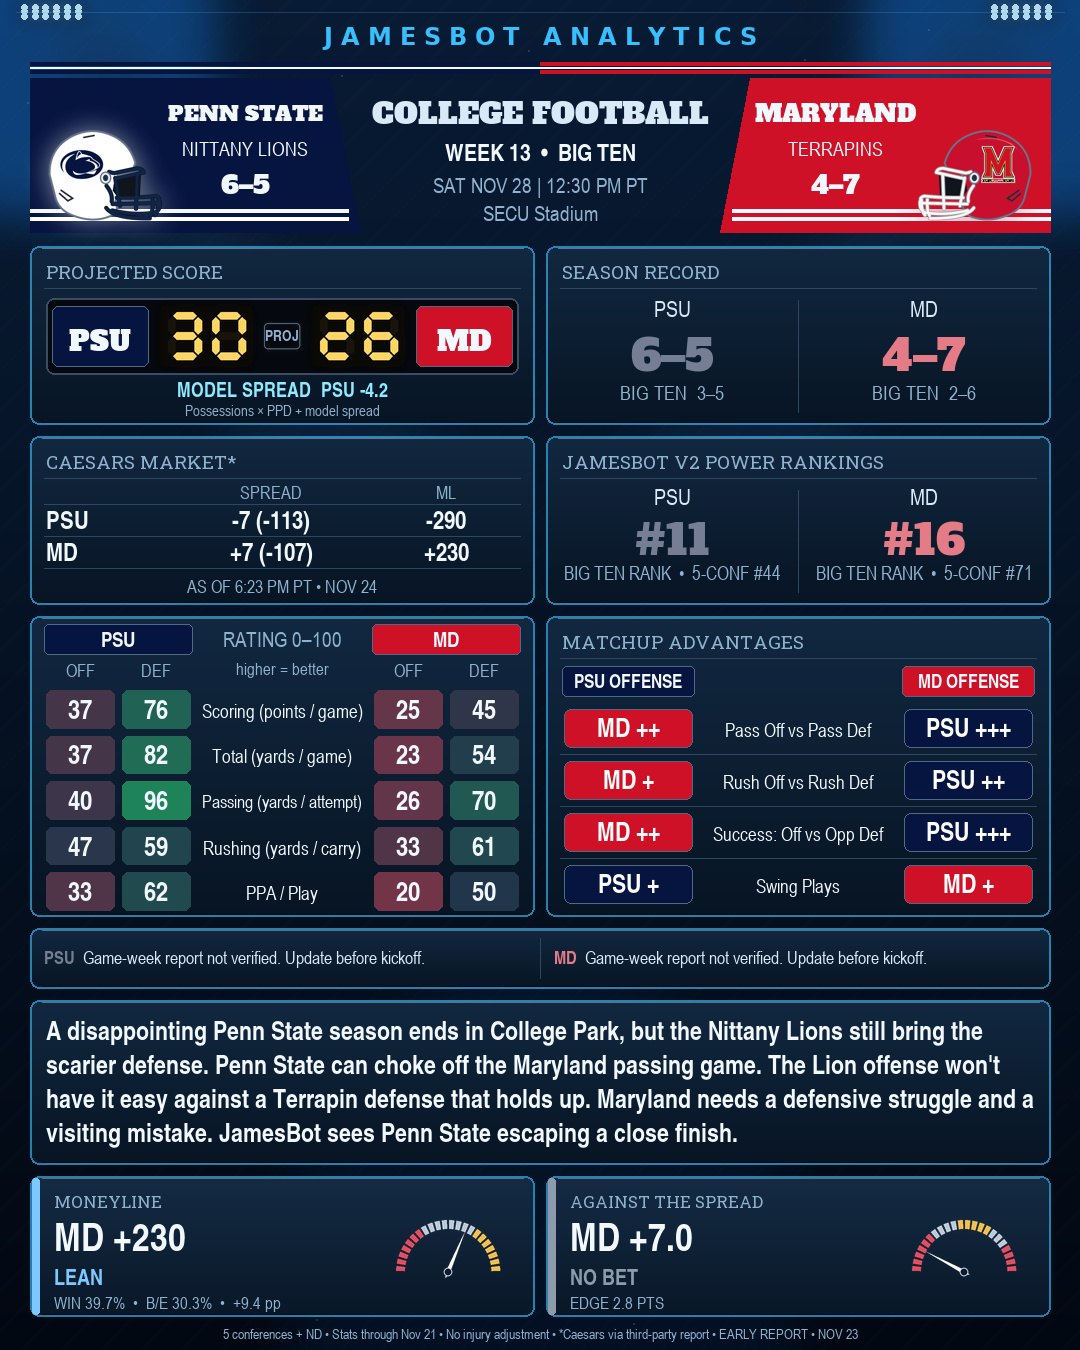 JAMESBOT ANALYTICS
PENN STATE
NITTANY LIONS
6–5
COLLEGE FOOTBALL
WEEK 13 • BIG TEN
SAT NOV 28 | 12:30 PM PT
SECU Stadium
MARYLAND
TERRAPINS
4–7
M
PROJECTED SCORE
PSU 30 PROJ 26 MD
MODEL SPREAD PSU -4.2
Possessions × PPD + model spread
SEASON RECORD
PSU MD
6–5 4–7
BIG TEN 3–5 BIG TEN 2–6
CAESARS MARKET*
SPREAD ML
PSU -7 (-113) -290
MD +7 (-107) +230
AS OF 6:23 PM PT • NOV 24
JAMESBOT V2 POWER RANKINGS
PSU MD
#11 #16
BIG TEN RANK • 5-CONF #44 BIG TEN RANK • 5-CONF #71
PSU RATING 0–100 MD
OFF DEF higher = better OFF DEF
37 76 Scoring (points / game) 25 45
37 82 Total (yards / game) 23 54
40 96 Passing (yards / attempt) 26 70
47 59 Rushing (yards / carry) 33 61
33 62 PPA / Play 20 50
MATCHUP ADVANTAGES
PSU OFFENSE MD OFFENSE
MD ++ Pass Off vs Pass Def PSU +++
MD + Rush Off vs Rush Def PSU ++
MD ++ Success: Off vs Opp Def PSU +++
PSU + Swing Plays MD +
PSU Game-week report not verified. Update before kickoff.
MD Game-week report not verified. Update before kickoff.
A disappointing Penn State season ends in College Park, but the Nittany Lions still bring the
scarier defense. Penn State can choke off the Maryland passing game. The Lion offense won't
have it easy against a Terrapin defense that holds up. Maryland needs a defensive struggle and a
visiting mistake. JamesBot sees Penn State escaping a close finish.
MONEYLINE
MD +230
LEAN
WIN 39.7% • B/E 30.3% • +9.4 pp
AGAINST THE SPREAD
MD +7.0
NO BET
EDGE 2.8 PTS
5 conferences + ND • Stats through Nov 21 • No injury adjustment • *Caesars via third-party report • EARLY REPORT • NOV 23